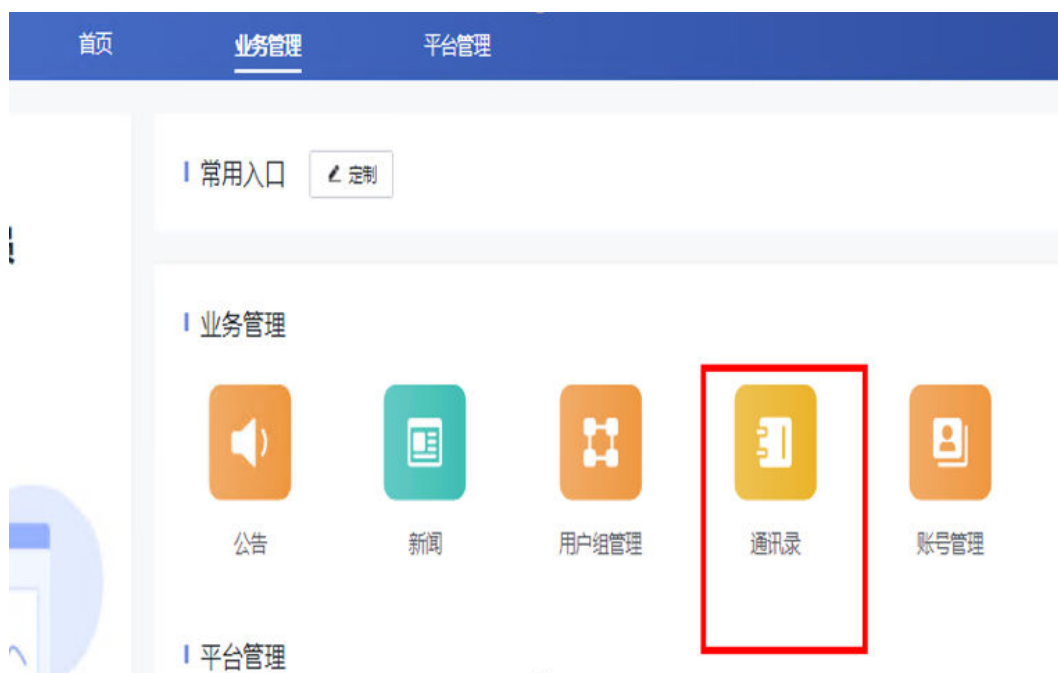 首页 业务管理 平台管理
常用入口 定制
业务管理
公告 新闻 用户组管理 通讯录 账号管理
平台管理